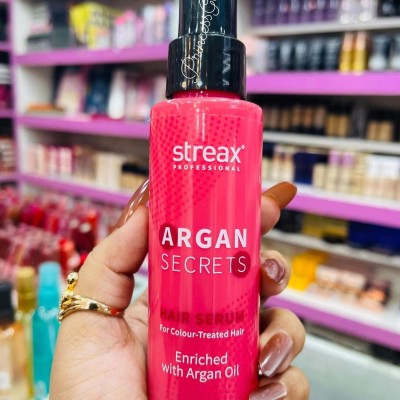 streax
PROFESSIONAL
ARGAN
SECRETS
HAIR SERUM
For Colour-Treated Hair
Enriched
with Argan Oil